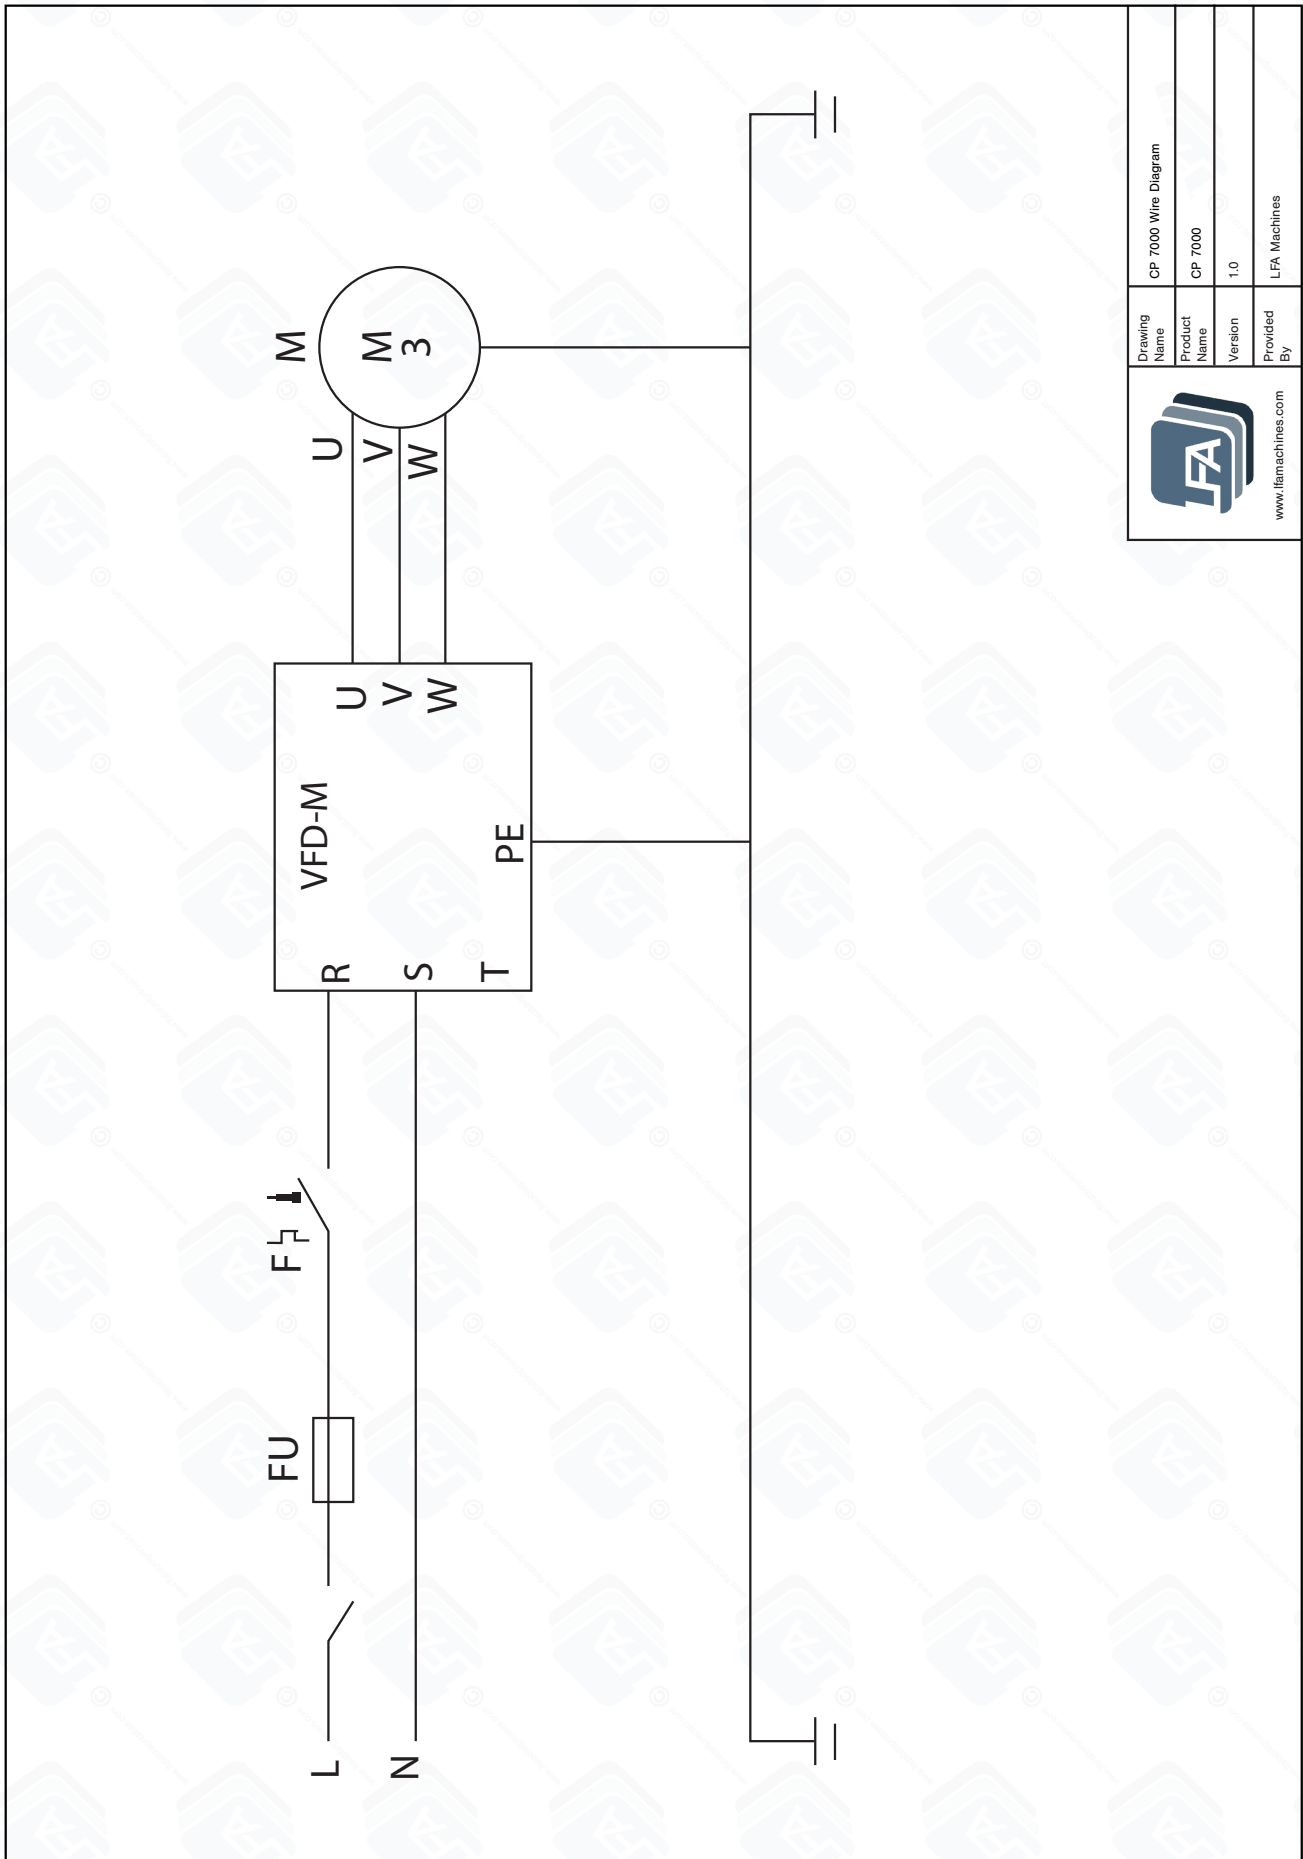 L
N
FU
F
R
S
T
VFD-M
PE
U
V
W
U
V
W
M
M
3
LFA
www.lfamachines.com
Drawing Name
CP 7000 Wire Diagram
Product Name
CP 7000
Version
1.0
Provided By
LFA Machines